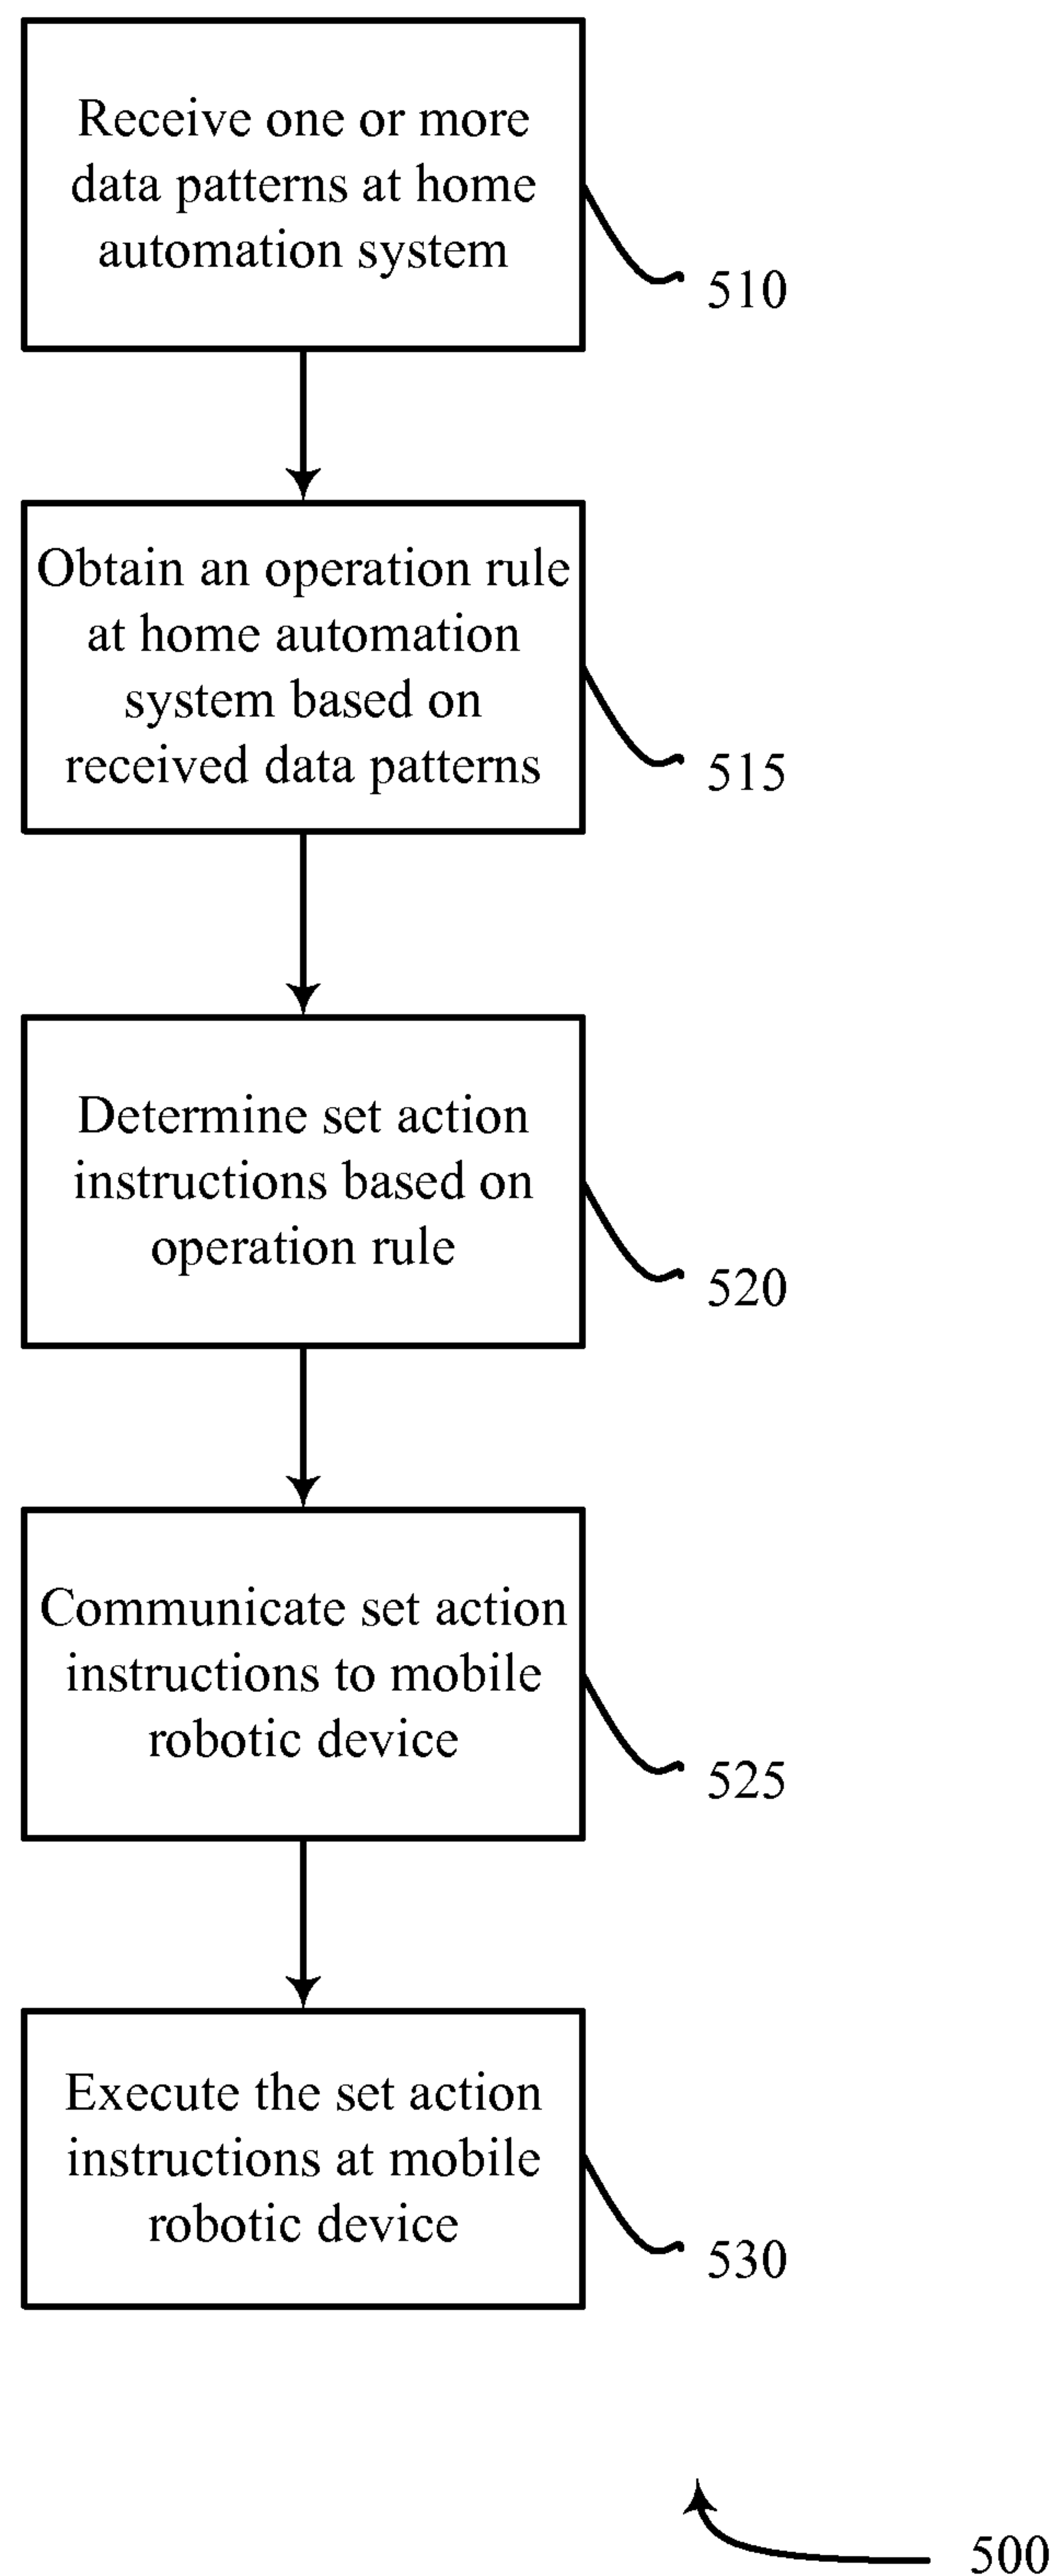 Receive one or more
data patterns at home
automation system
510
Obtain an operation rule
at home automation
system based on
received data patterns
515
Determine set action
instructions based on
operation rule
520
Communicate set action
instructions to mobile
robotic device
525
Execute the set action
instructions at mobile
robotic device
530
500